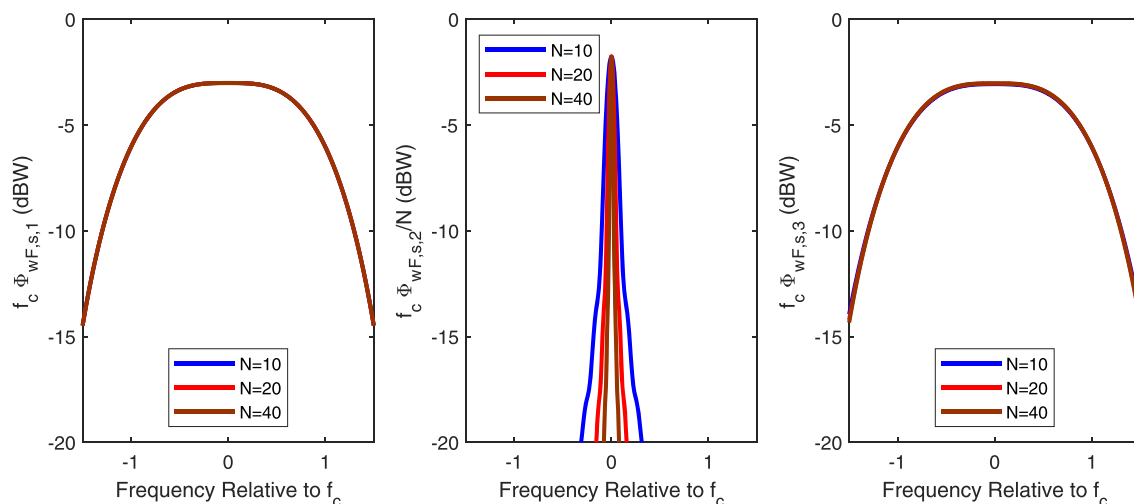 0
-5
-10
-15
-20
f_c Φ_wF,s,1 (dBW)
N=10
N=20
N=40
-1 0 1
Frequency Relative to f_c
0
-5
-10
-15
-20
f_c Φ_wF,s,2/N (dBW)
N=10
N=20
N=40
-1 0 1
Frequency Relative to f_c
0
-5
-10
-15
-20
f_c Φ_wF,s,3 (dBW)
N=10
N=20
N=40
-1 0 1
Frequency Relative to f_c